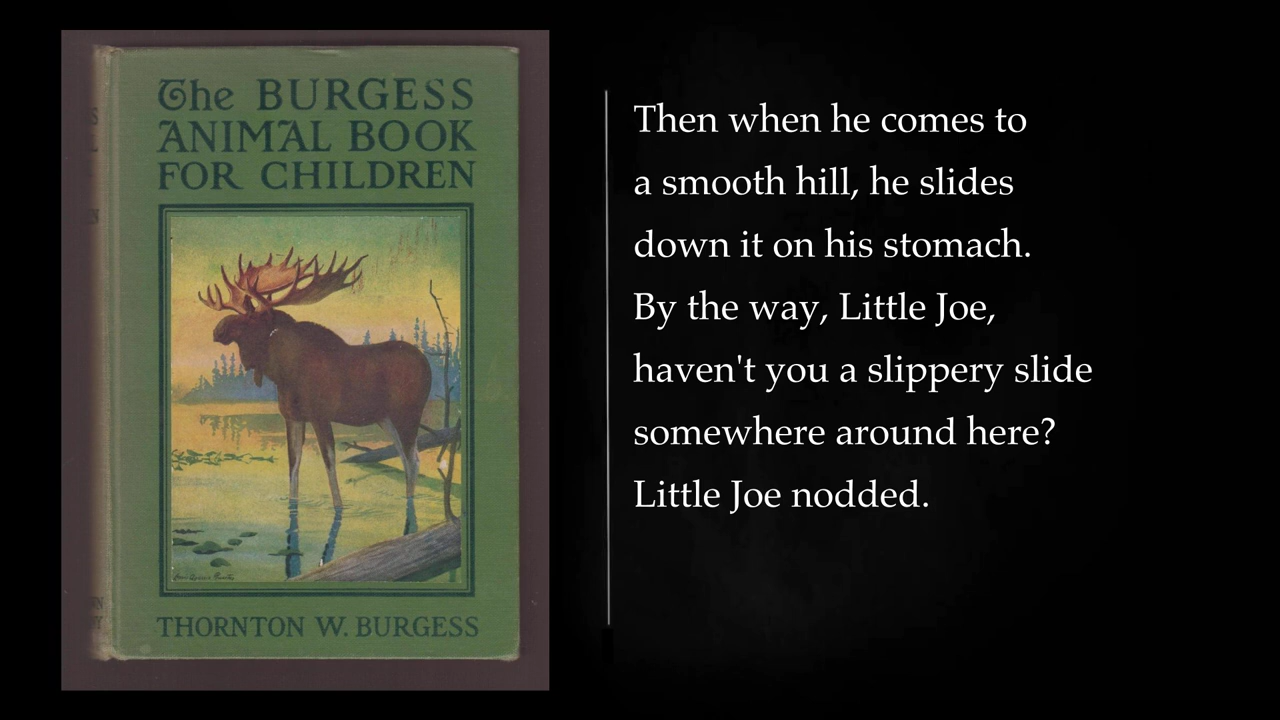 The BURGESS
ANIMAL BOOK
FOR CHILDREN
THORNTON W. BURGESS
Then when he comes to
a smooth hill, he slides
down it on his stomach.
By the way, Little Joe,
haven't you a slippery slide
somewhere around here?
Little Joe nodded.